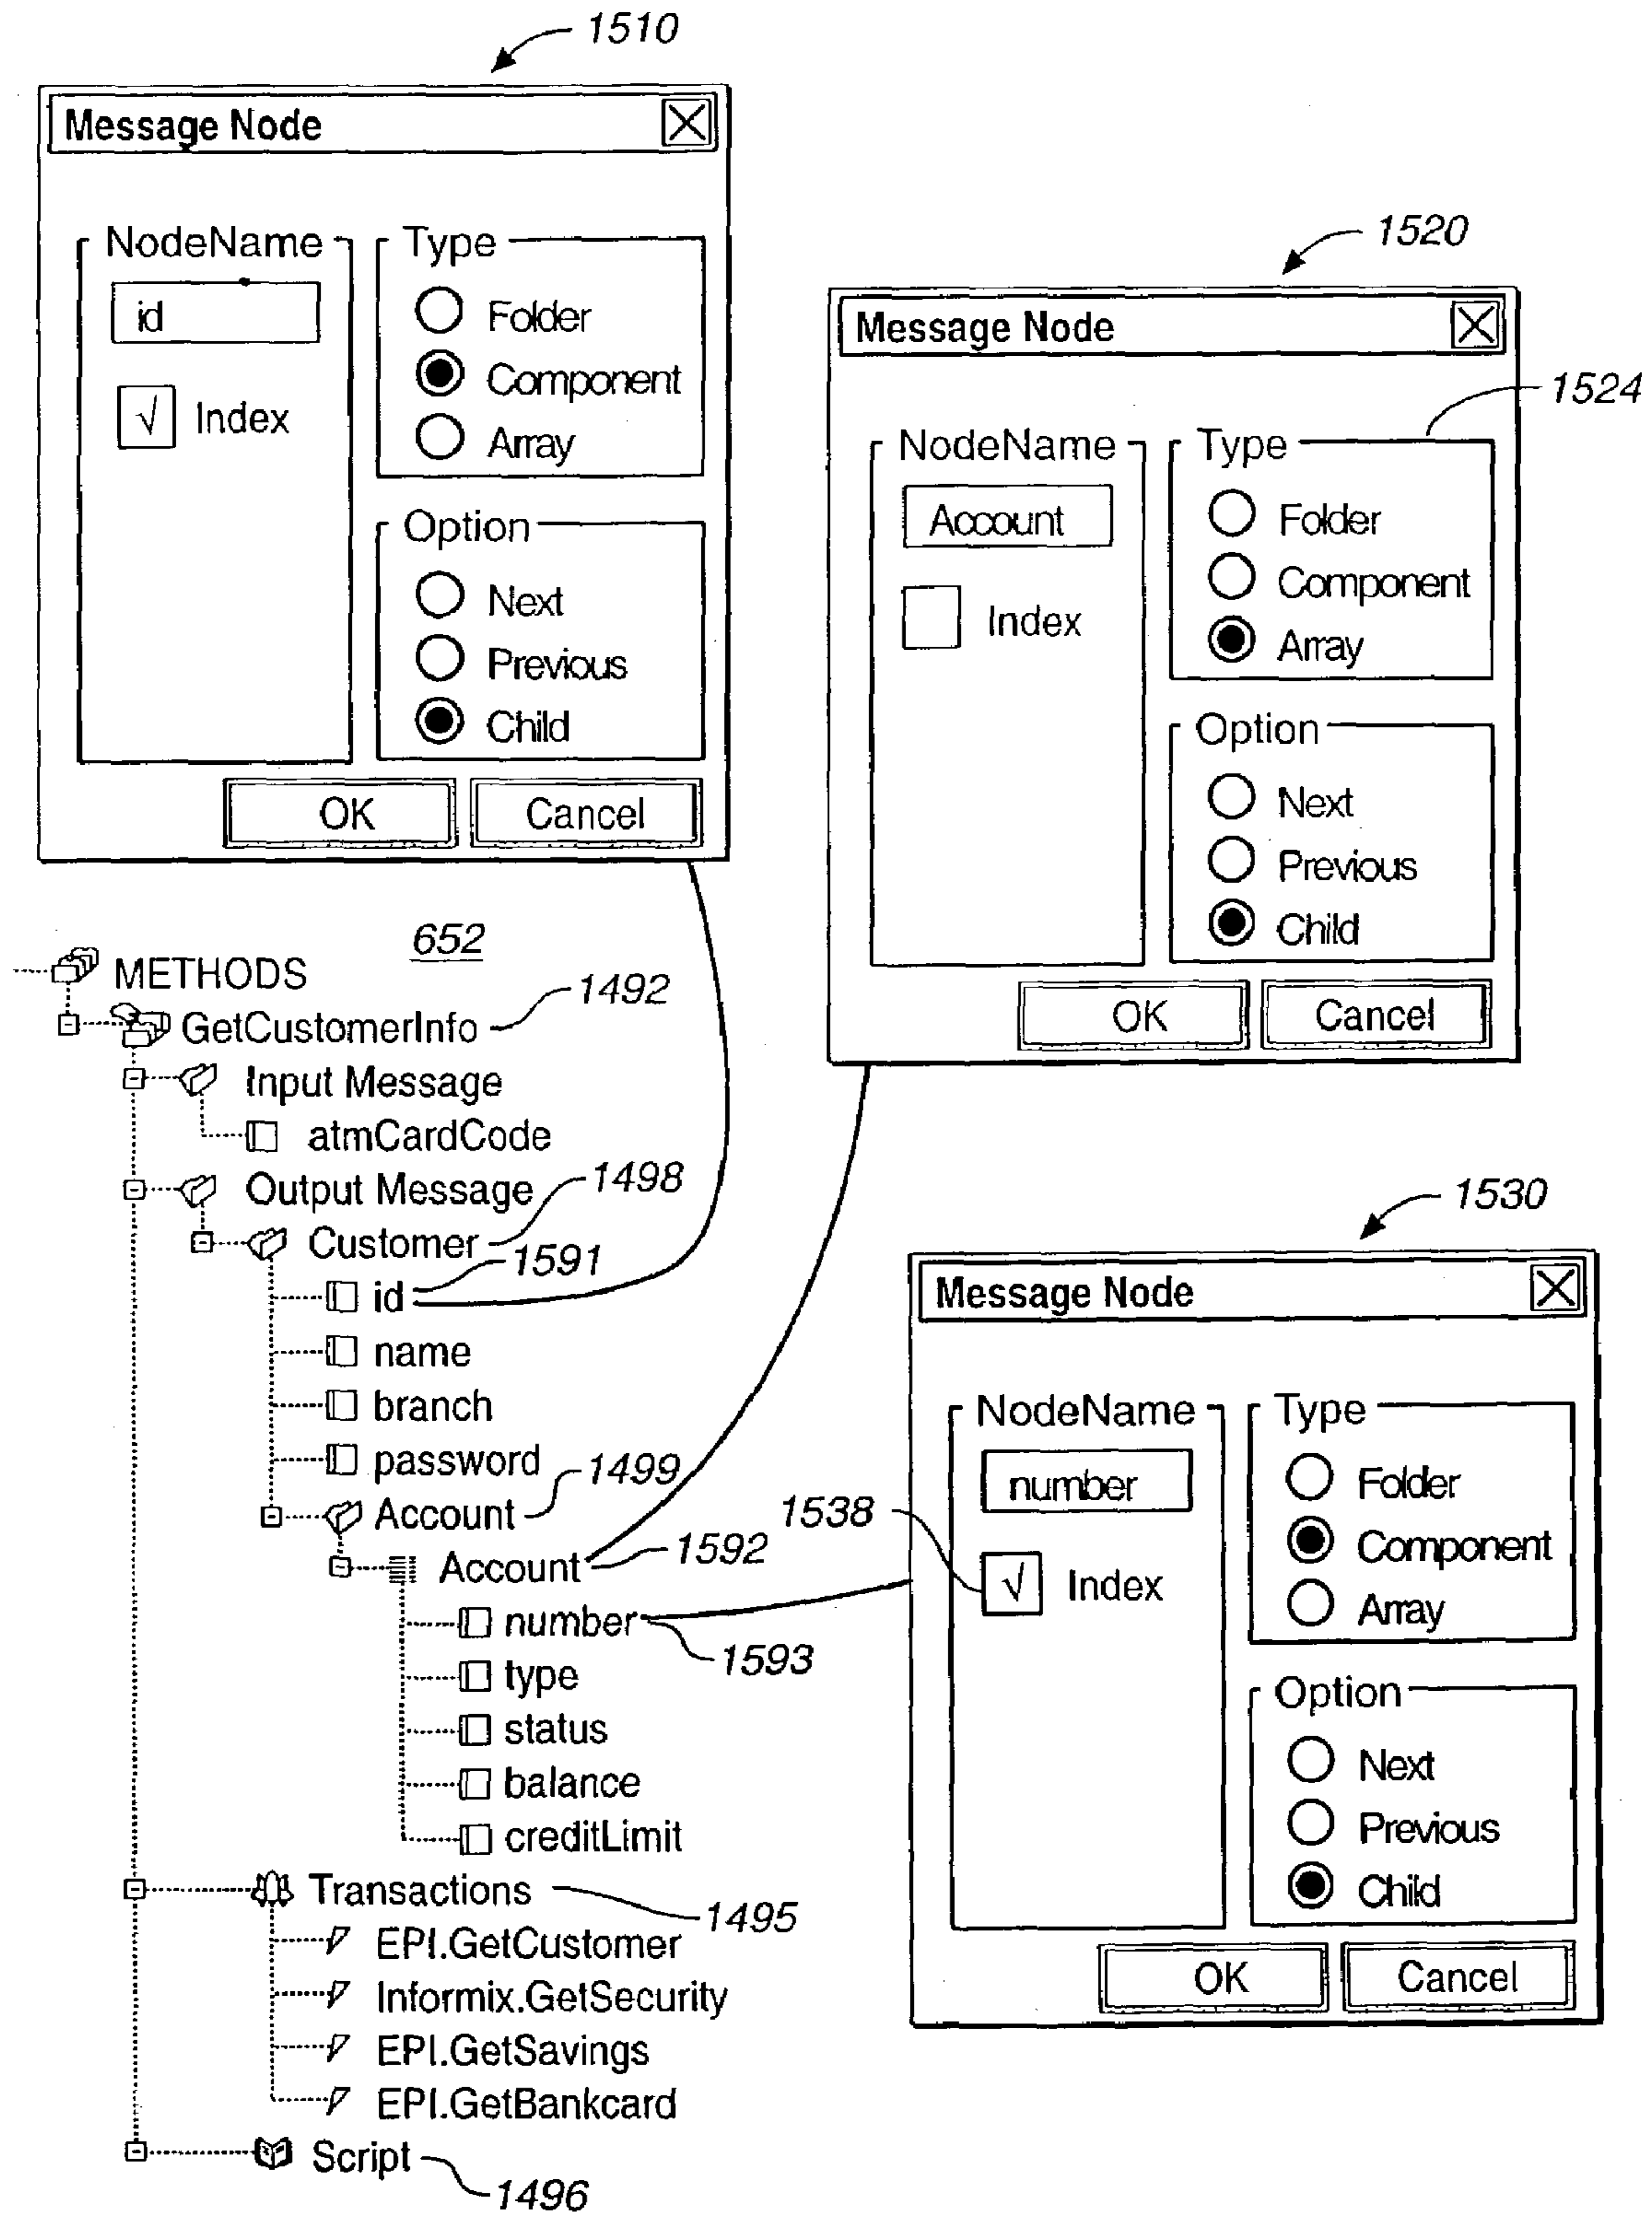 1510
Message Node
NodeName
id
√ Index
Type
Folder
Component
Array
Option
Next
Previous
Child
OK
Cancel
1520
Message Node
1524
NodeName
Account
Index
Type
Folder
Component
Array
Option
Next
Previous
Child
OK
Cancel
652
METHODS
GetCustomerInfo 1492
Input Message
atmCardCode
Output Message
1498
Customer
1591
id
name
branch
password
1499
Account
1592
Account
number
1593
type
status
balance
creditLimit
Transactions
1495
EPI.GetCustomer
Informix.GetSecurity
EPI.GetSavings
EPI.GetBankcard
Script
1496
1530
Message Node
NodeName
number
1538
√ Index
Type
Folder
Component
Array
Option
Next
Previous
Child
OK
Cancel